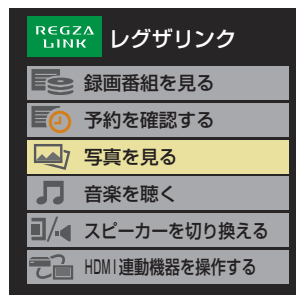 REGZA
LINK レグザリンク
録画番組を見る
予約を確認する
写真を見る
音楽を聴く
スピーカーを切り換える
HDMI連動機器を操作する